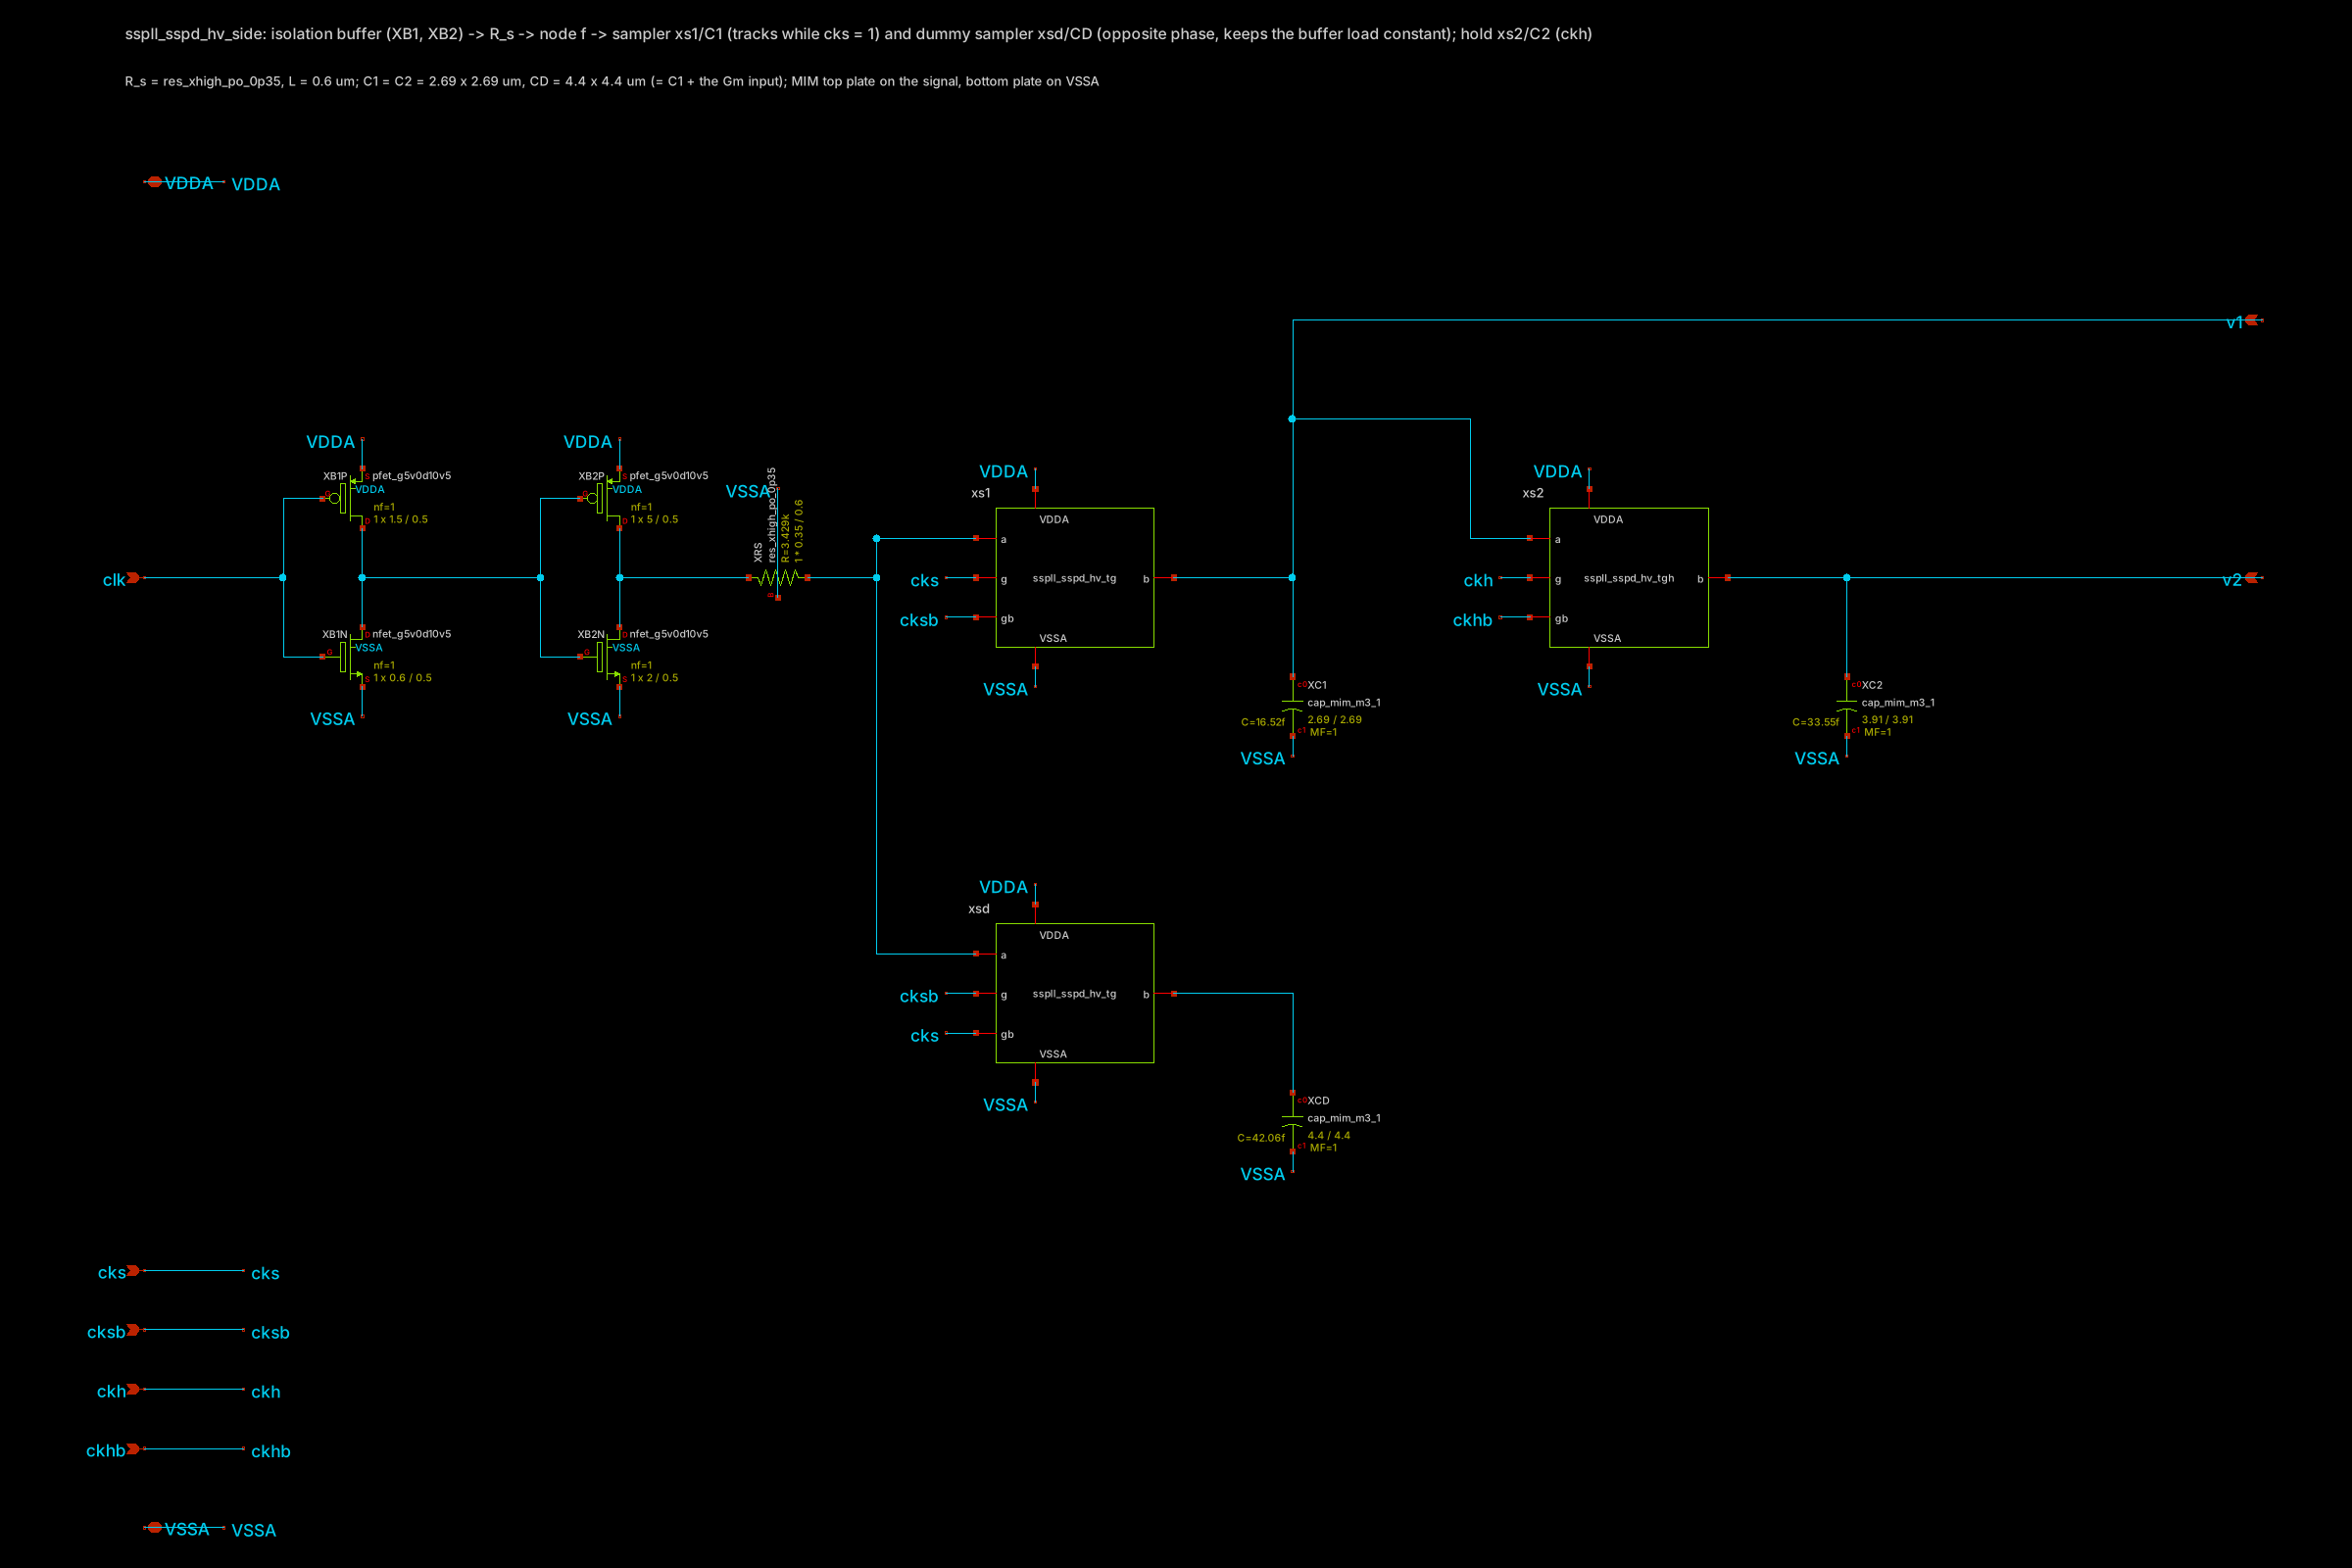 sspll_sspd_hv_side: isolation buffer (XB1, XB2) -> R_s -> node f -> sampler xs1/C1 (tracks while cks = 1) and dummy sampler xsd/CD (opposite phase, keeps the buffer load constant); hold xs2/C2 (ckh)
R_s = res_xhigh_po_0p35, L = 0.6 um; C1 = C2 = 2.69 x 2.69 um, CD = 4.4 x 4.4 um (= C1 + the Gm input); MIM top plate on the signal, bottom plate on VSSA
VDDA VDDA
v1
VDDA
XB1P
S pfet_g5v0d10v5
VDDA
G
nf=1
1 x 1.5 / 0.5
D
VDDA
XB2P
S pfet_g5v0d10v5
VDDA
G
nf=1
1 x 5 / 0.5
D
clk
XB1N
D nfet_g5v0d10v5
VSSA
G
nf=1
1 x 0.6 / 0.5
S
VSSA
XB2N
D nfet_g5v0d10v5
VSSA
G
nf=1
1 x 2 / 0.5
S
VSSA
VSSA
XRS
res_xhigh_po_0p35
R=3.429k
1 * 0.35 / 0.6
B
VDDA
xs1
VDDA
a
cks
g
sspll_sspd_hv_tg
b
cksb
gb
VSSA
VSSA
c0 XC1
cap_mim_m3_1
C=16.52f
2.69 / 2.69
c1 MF=1
VSSA
VDDA
xs2
VDDA
a
ckh
g
sspll_sspd_hv_tgh
b
ckhb
gb
VSSA
VSSA
v2
c0 XC2
cap_mim_m3_1
C=33.55f
3.91 / 3.91
c1 MF=1
VSSA
VDDA
xsd
VDDA
a
cksb
g
sspll_sspd_hv_tg
b
cks
gb
VSSA
VSSA
c0 XCD
cap_mim_m3_1
C=42.06f
4.4 / 4.4
c1 MF=1
VSSA
cks cks
cksb cksb
ckh ckh
ckhb ckhb
VSSA VSSA